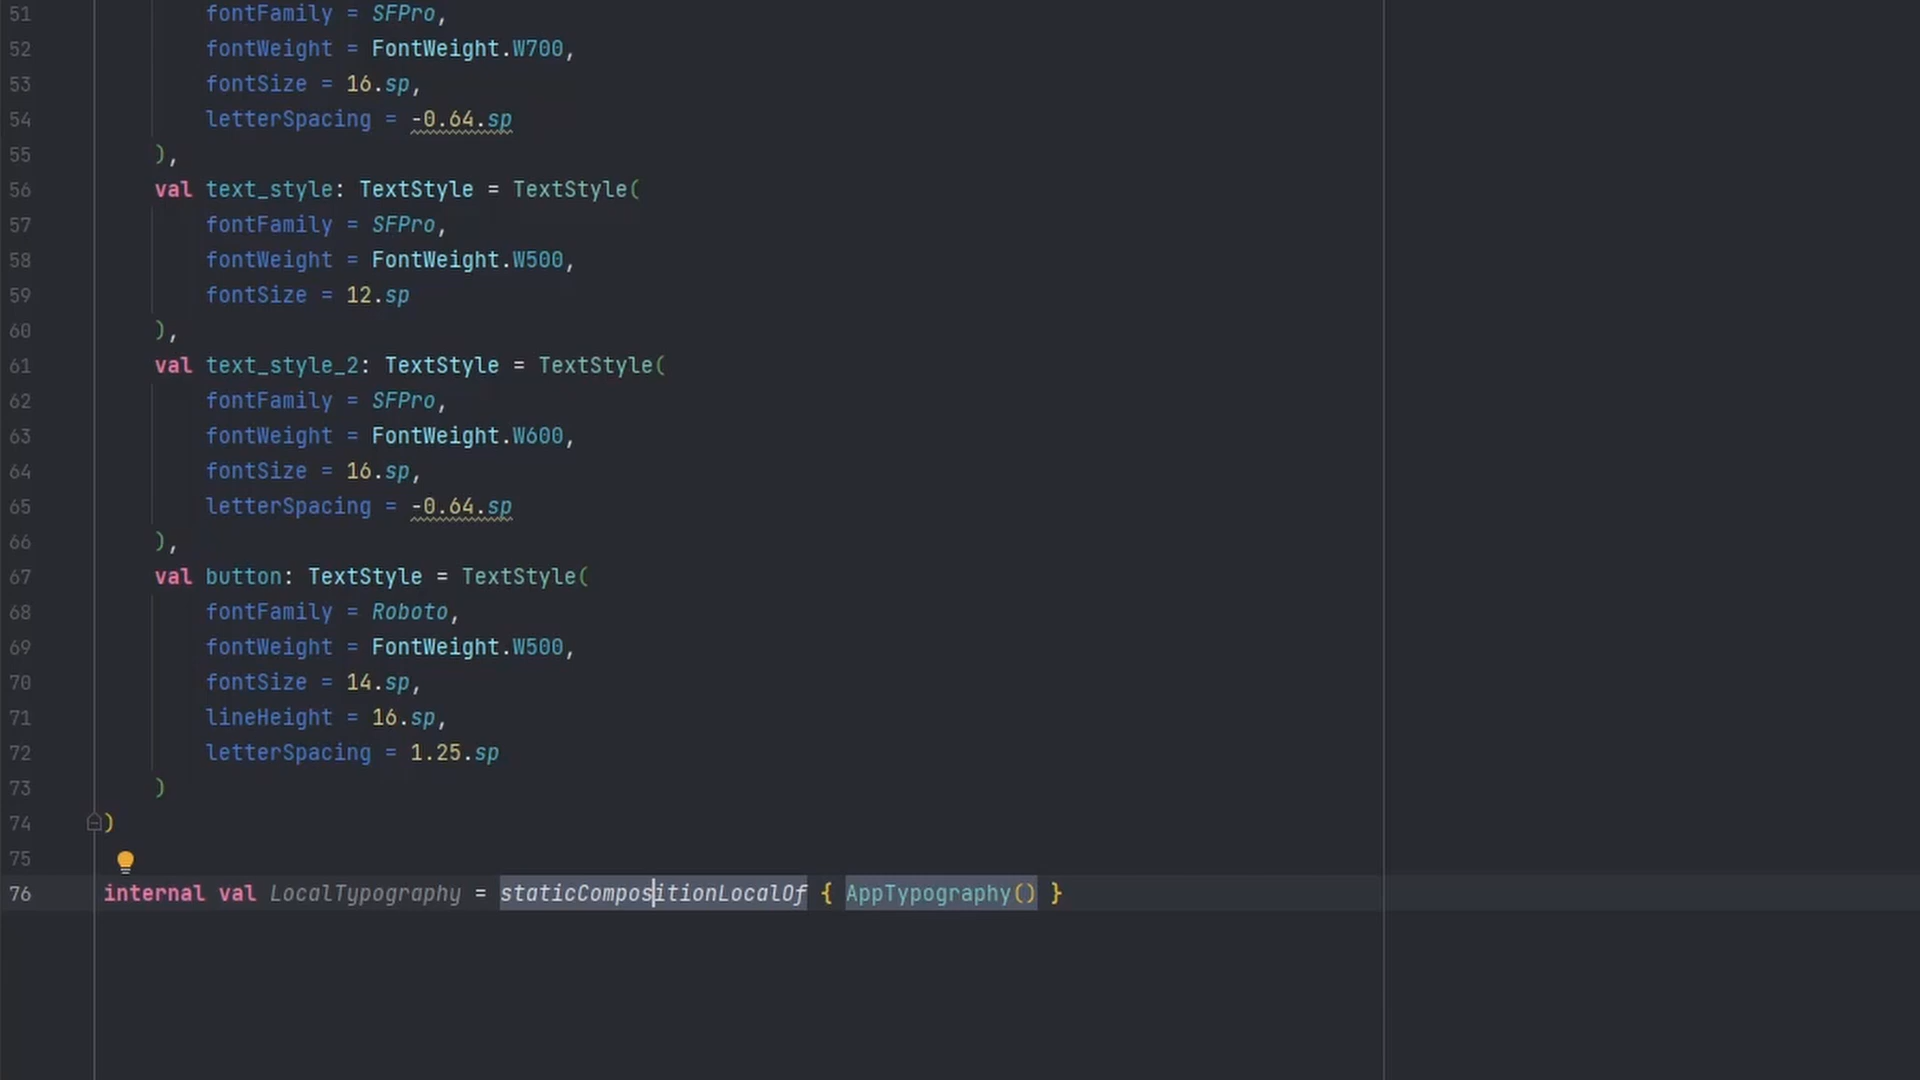 51 fontFamily = SFPro,
52 fontWeight = FontWeight.W700,
53 fontSize = 16.sp,
54 letterSpacing = -0.64.sp
55 ),
56 val text_style: TextStyle = TextStyle(
57 fontFamily = SFPro,
58 fontWeight = FontWeight.W500,
59 fontSize = 12.sp
60 ),
61 val text_style_2: TextStyle = TextStyle(
62 fontFamily = SFPro,
63 fontWeight = FontWeight.W600,
64 fontSize = 16.sp,
65 letterSpacing = -0.64.sp
66 ),
67 val button: TextStyle = TextStyle(
68 fontFamily = Roboto,
69 fontWeight = FontWeight.W500,
70 fontSize = 14.sp,
71 lineHeight = 16.sp,
72 letterSpacing = 1.25.sp
73 )
74 )
75
76 internal val LocalTypography = staticCompositionLocalOf { AppTypography() }